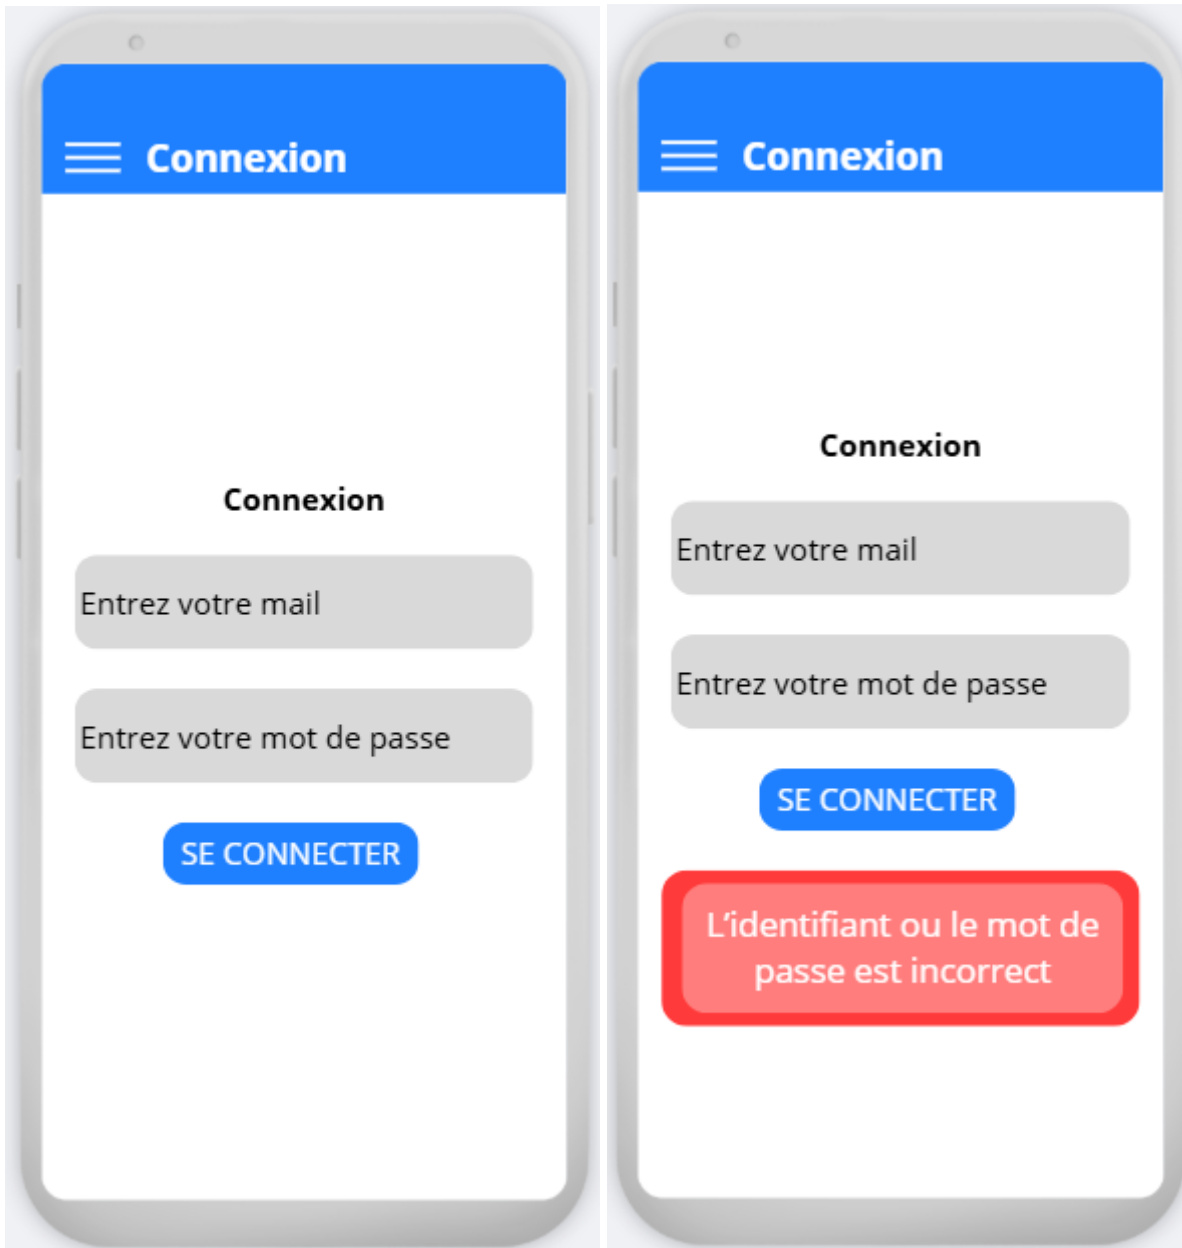 Connexion
Connexion
Entrez votre mail
Entrez votre mot de passe
SE CONNECTER
Connexion
Connexion
Entrez votre mail
Entrez votre mot de passe
SE CONNECTER
L’identifiant ou le mot de
passe est incorrect